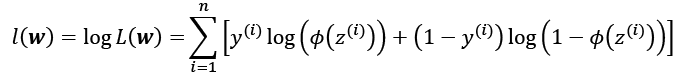 l(w) = log L(w) = ∑_{i=1}^{n} [y^{(i)} log(ϕ(z^{(i)})) + (1 − y^{(i)}) log(1 − ϕ(z^{(i)}))]